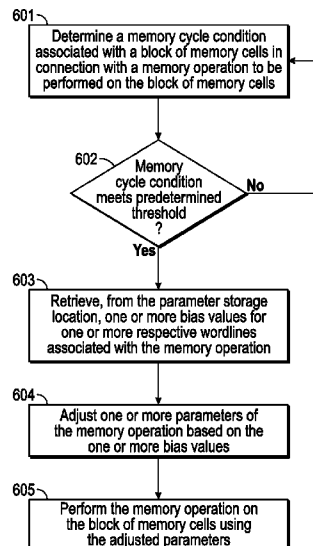 601
Determine a memory cycle condition
associated with a block of memory cells in
connection with a memory operation to be
performed on the block of memory cells
602
Memory
cycle condition
meets predetermined
threshold
?
No
Yes
603
Retrieve, from the parameter storage
location, one or more bias values for
one or more respective wordlines
associated with the memory operation
604
Adjust one or more parameters of
the memory operation based on the
one or more bias values
605
Perform the memory operation on
the block of memory cells using
the adjusted parameters